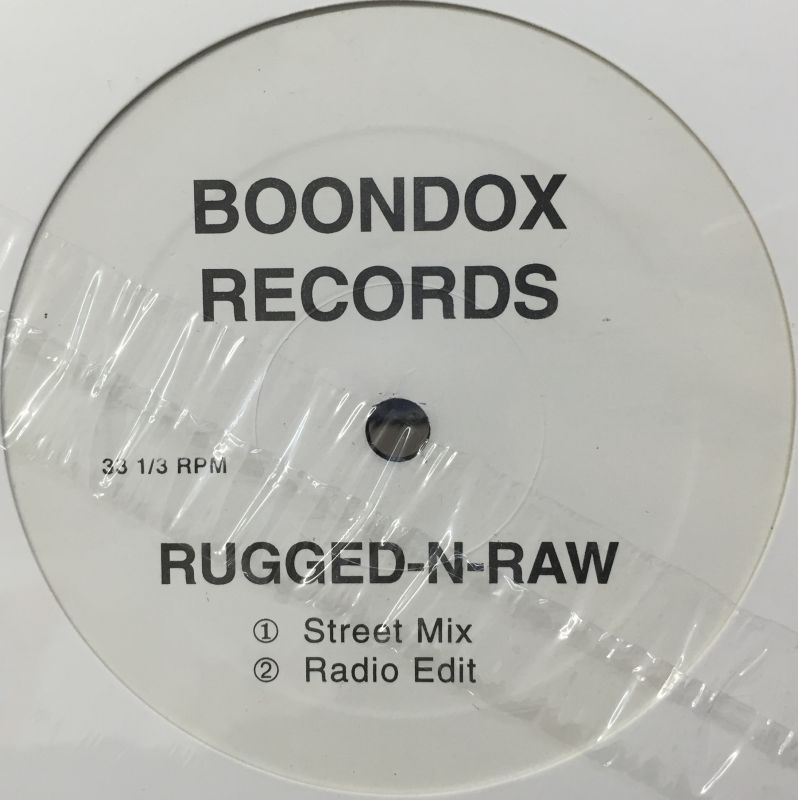 BOONDOX
RECORDS
33 1/3 RPM
RUGGED-N-RAW
① Street Mix
② Radio Edit